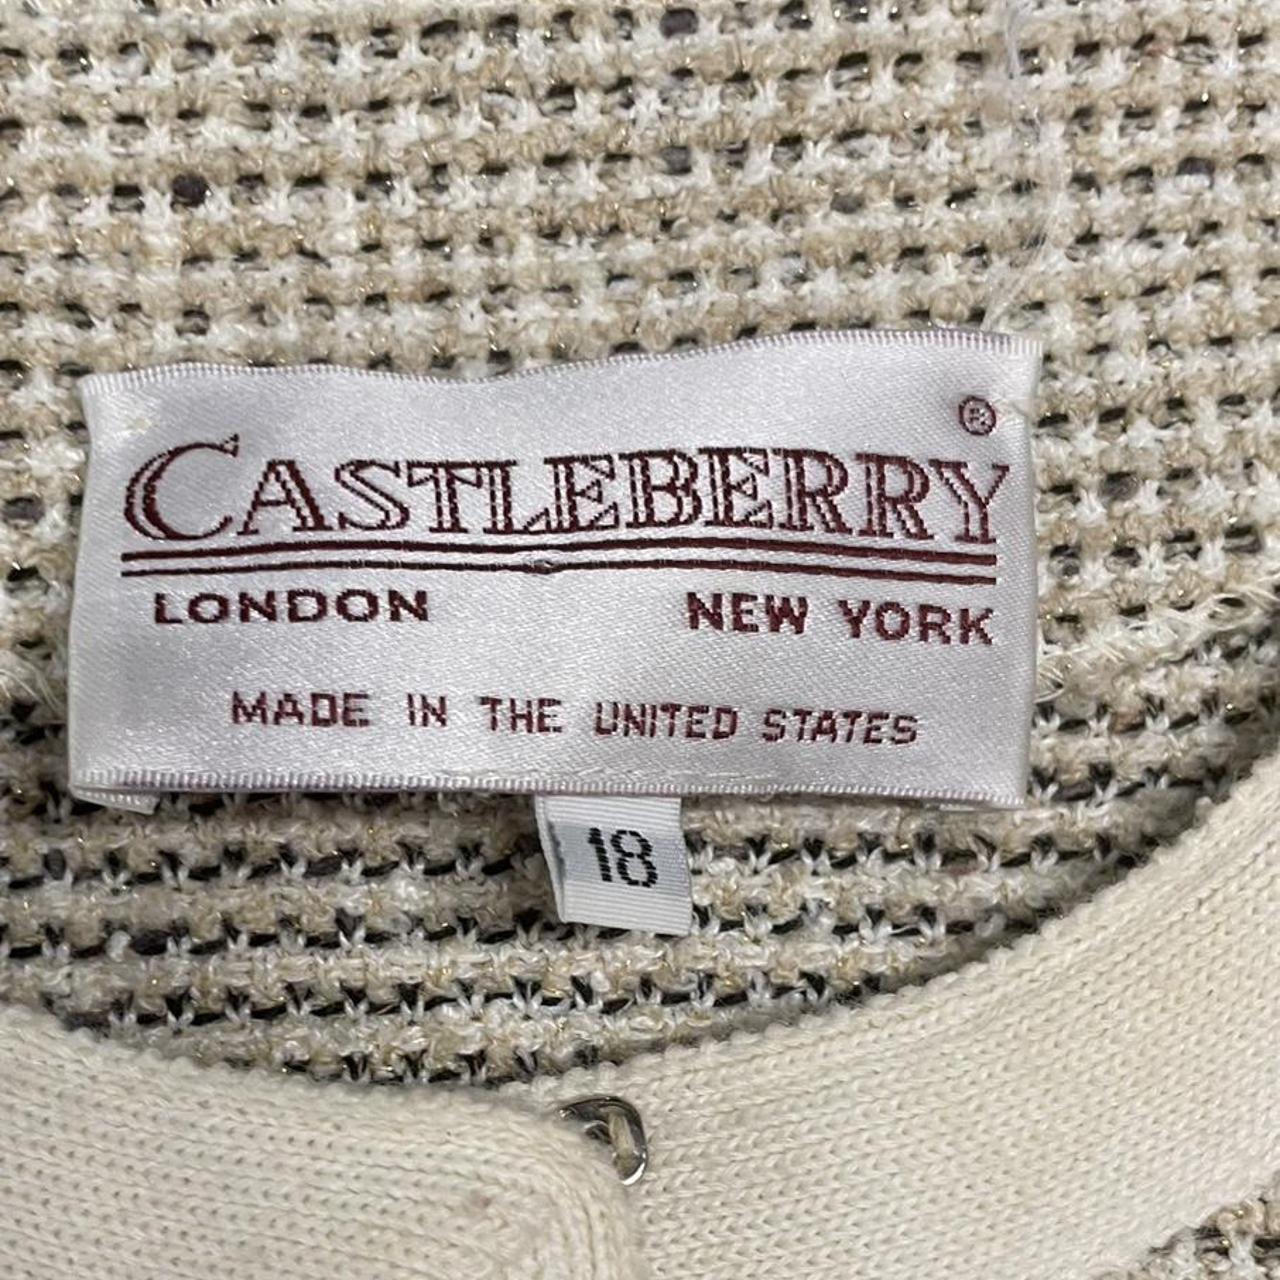 ®
CASTLEBERRY
LONDON NEW YORK
MADE IN THE UNITED STATES
18